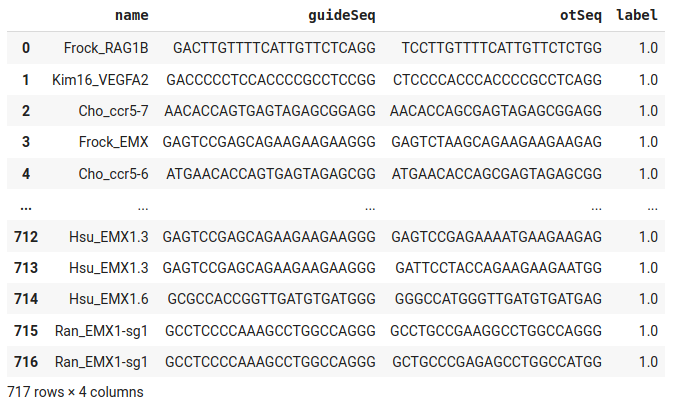 name guideSeq otSeq label
0 Frock_RAG1B GACTTGTTTTCATTGTTCTCAGG TCCTTGTTTTCATTGTTCTCTGG 1.0
1 Kim16_VEGFA2 GACCCCCTCCACCCCGCCTCCGG CTCCCCACCCACCCCGCCTCAGG 1.0
2 Cho_ccr5-7 AACACCAGTGAGTAGAGCGGAGG AACACCAGCGAGTAGAGCGGAGG 1.0
3 Frock_EMX GAGTCCGAGCAGAAGAAGAAGGG GAGTCTAAGCAGAAGAAGAAGAG 1.0
4 Cho_ccr5-6 ATGAACACCAGTGAGTAGAGCGG ATGAACACCAGCGAGTAGAGCGG 1.0
... ... ... ... ...
712 Hsu_EMX1.3 GAGTCCGAGCAGAAGAAGAAGGG GAGTCCGAGAAAATGAAGAAGAG 1.0
713 Hsu_EMX1.3 GAGTCCGAGCAGAAGAAGAAGGG GATTCCTACCAGAAGAAGAATGG 1.0
714 Hsu_EMX1.6 GCGCCACCGGTTGATGTGATGGG GGGCCATGGGTTGATGTGATGAG 1.0
715 Ran_EMX1-sg1 GCCTCCCCAAAGCCTGGCCAGGG GCCTGCCGAAGGCCTGGCCAGGG 1.0
716 Ran_EMX1-sg1 GCCTCCCCAAAGCCTGGCCAGGG GCTGCCCGAGAGCCTGGCCATGG 1.0
717 rows × 4 columns